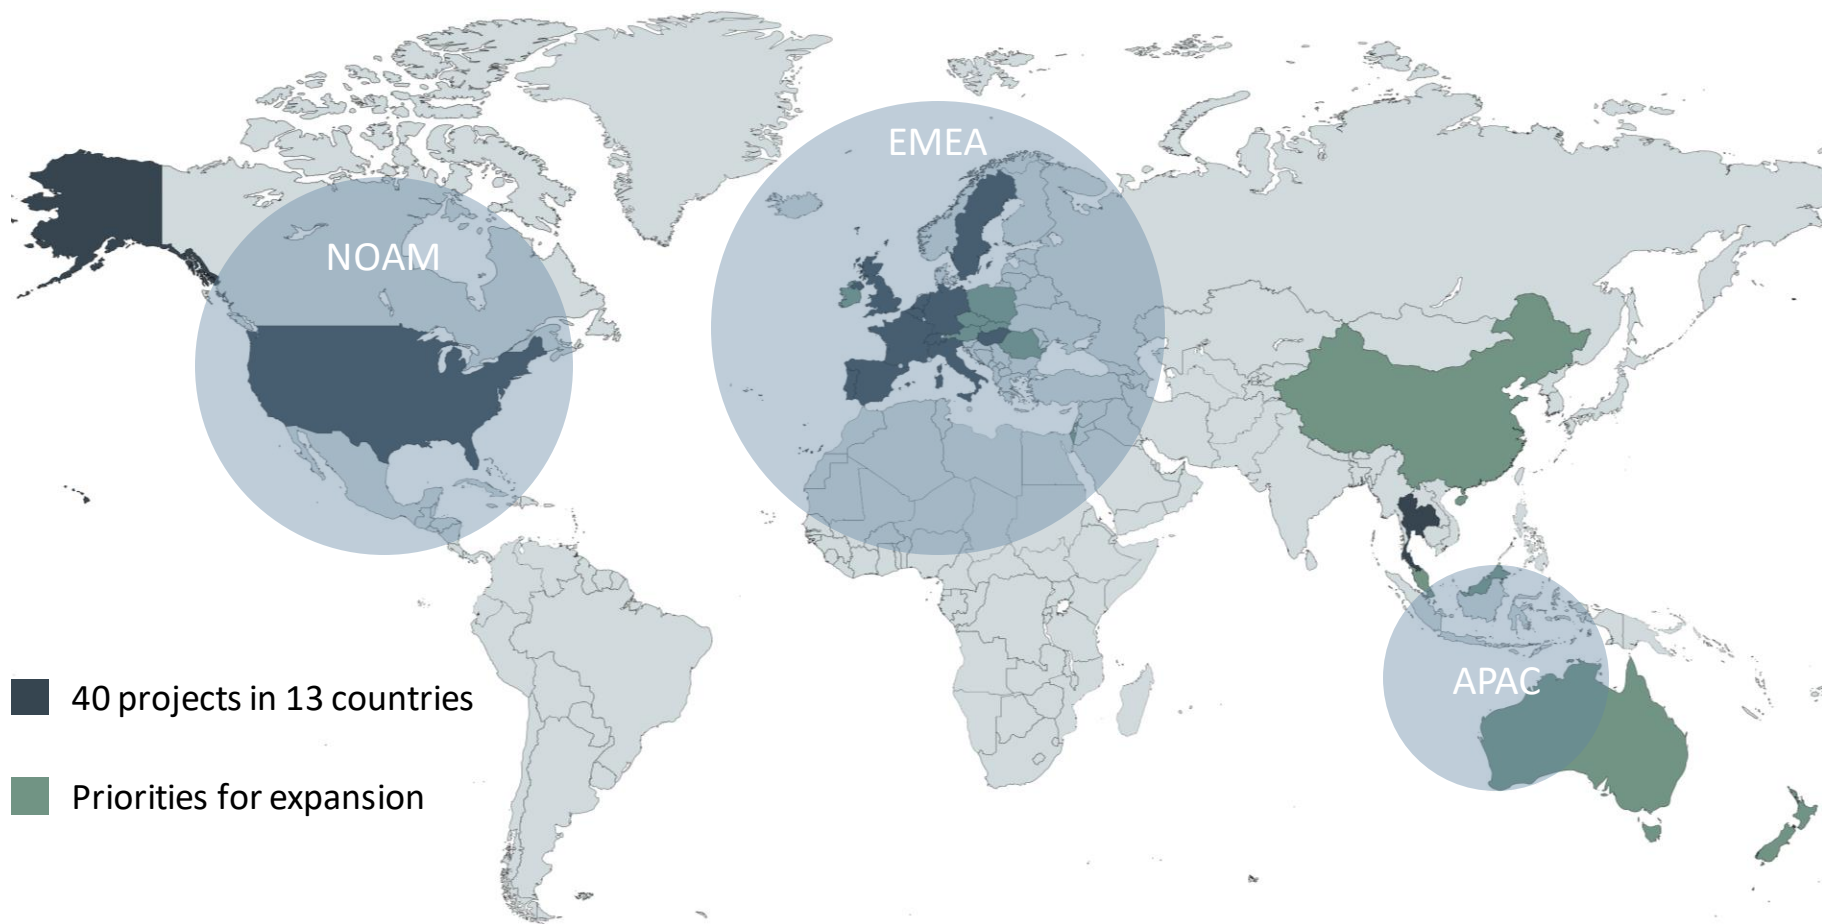 EMEA
NOAM
APAC
40 projects in 13 countries
Priorities for expansion